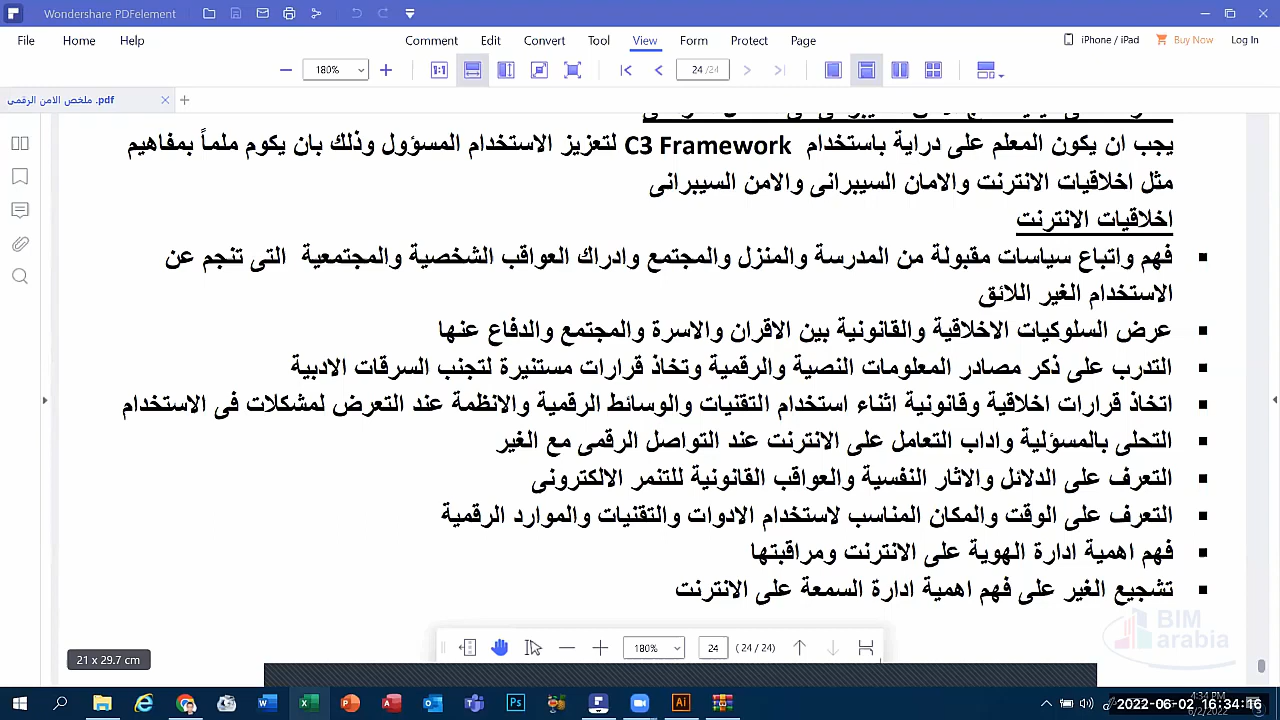 Wondershare PDFelement
File Home Help Comment Edit Convert Tool View Form Protect Page iPhone / iPad Buy Now Log In
180% 24 /24
ملخص الامن الرقمى .pdf
يجب ان يكون المعلم على دراية باستخدام C3 Framework لتعزيز الاستخدام المسؤول وذلك بان يكوم ملماً بمفاهيم
مثل اخلاقيات الانترنت والامان السيبرانى والامن السيبرانى
اخلاقيات الانترنت
▪ فهم واتباع سياسات مقبولة من المدرسة والمنزل والمجتمع وادراك العواقب الشخصية والمجتمعية التى تنجم عن
الاستخدام الغير اللائق
▪ عرض السلوكيات الاخلاقية والقانونية بين الاقران والاسرة والمجتمع والدفاع عنها
▪ التدرب على ذكر مصادر المعلومات النصية والرقمية وتخاذ قرارات مستنيرة لتجنب السرقات الادبية
▪ اتخاذ قرارات اخلاقية وقانونية اثناء استخدام التقنيات والوسائط الرقمية والانظمة عند التعرض لمشكلات فى الاستخدام
▪ التحلى بالمسؤلية واداب التعامل على الانترنت عند التواصل الرقمى مع الغير
▪ التعرف على الدلائل والاثار النفسية والعواقب القانونية للتنمر الالكترونى
▪ التعرف على الوقت والمكان المناسب لاستخدام الادوات والتقنيات والموارد الرقمية
▪ فهم اهمية ادارة الهوية على الانترنت ومراقبتها
▪ تشجيع الغير على فهم اهمية ادارة السمعة على الانترنت
BIM
arabia
180% 24 (24 / 24)
21 x 29.7 cm
4:34 PM
2022-06-02 16:34:16
6/2/2022